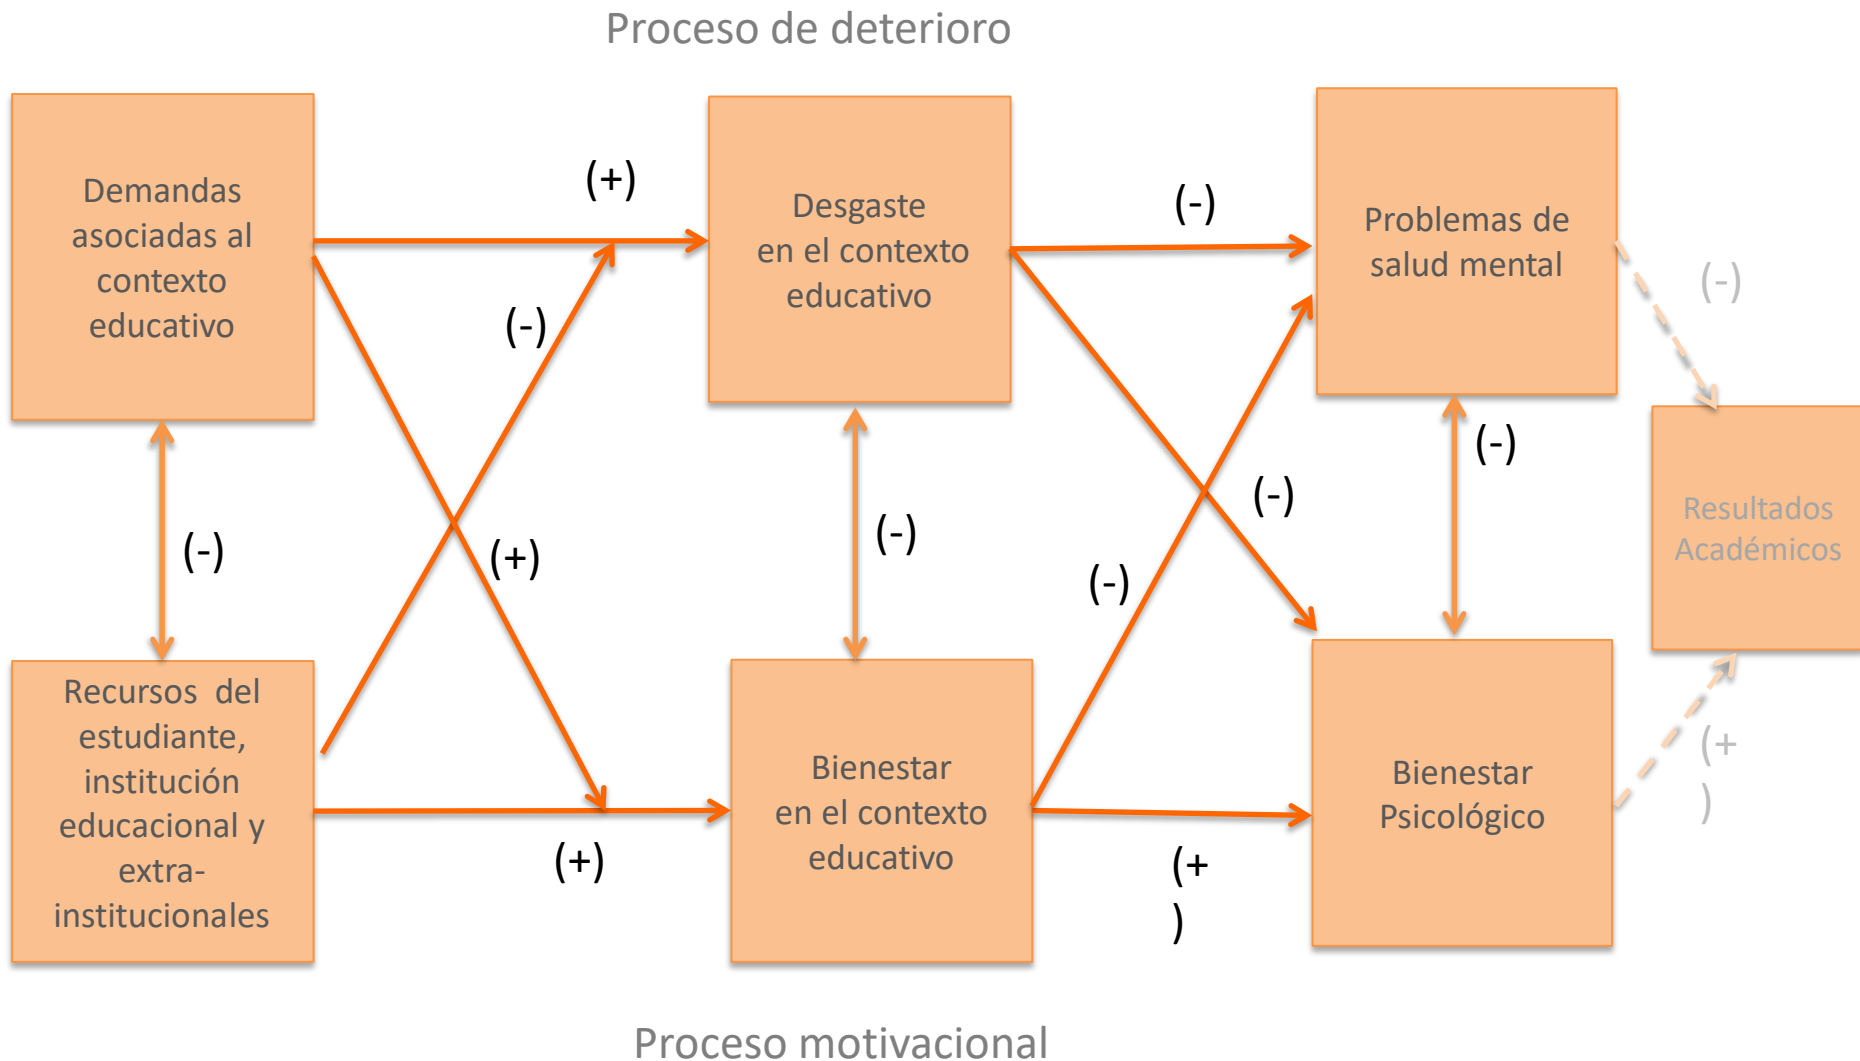 Proceso de deterioro
Demandas
asociadas al
contexto
educativo
(+)
Desgaste
en el contexto
educativo
(-)
Problemas de
salud mental
(-)
(-)
(-)
(-)
(+)
(-)
(-)
(-)
Resultados
Académicos
Recursos  del
estudiante,
institución
educacional y
extra-
institucionales
(+)
Bienestar
en el contexto
educativo
(+
)
Bienestar
Psicológico
(+
)
Proceso motivacional